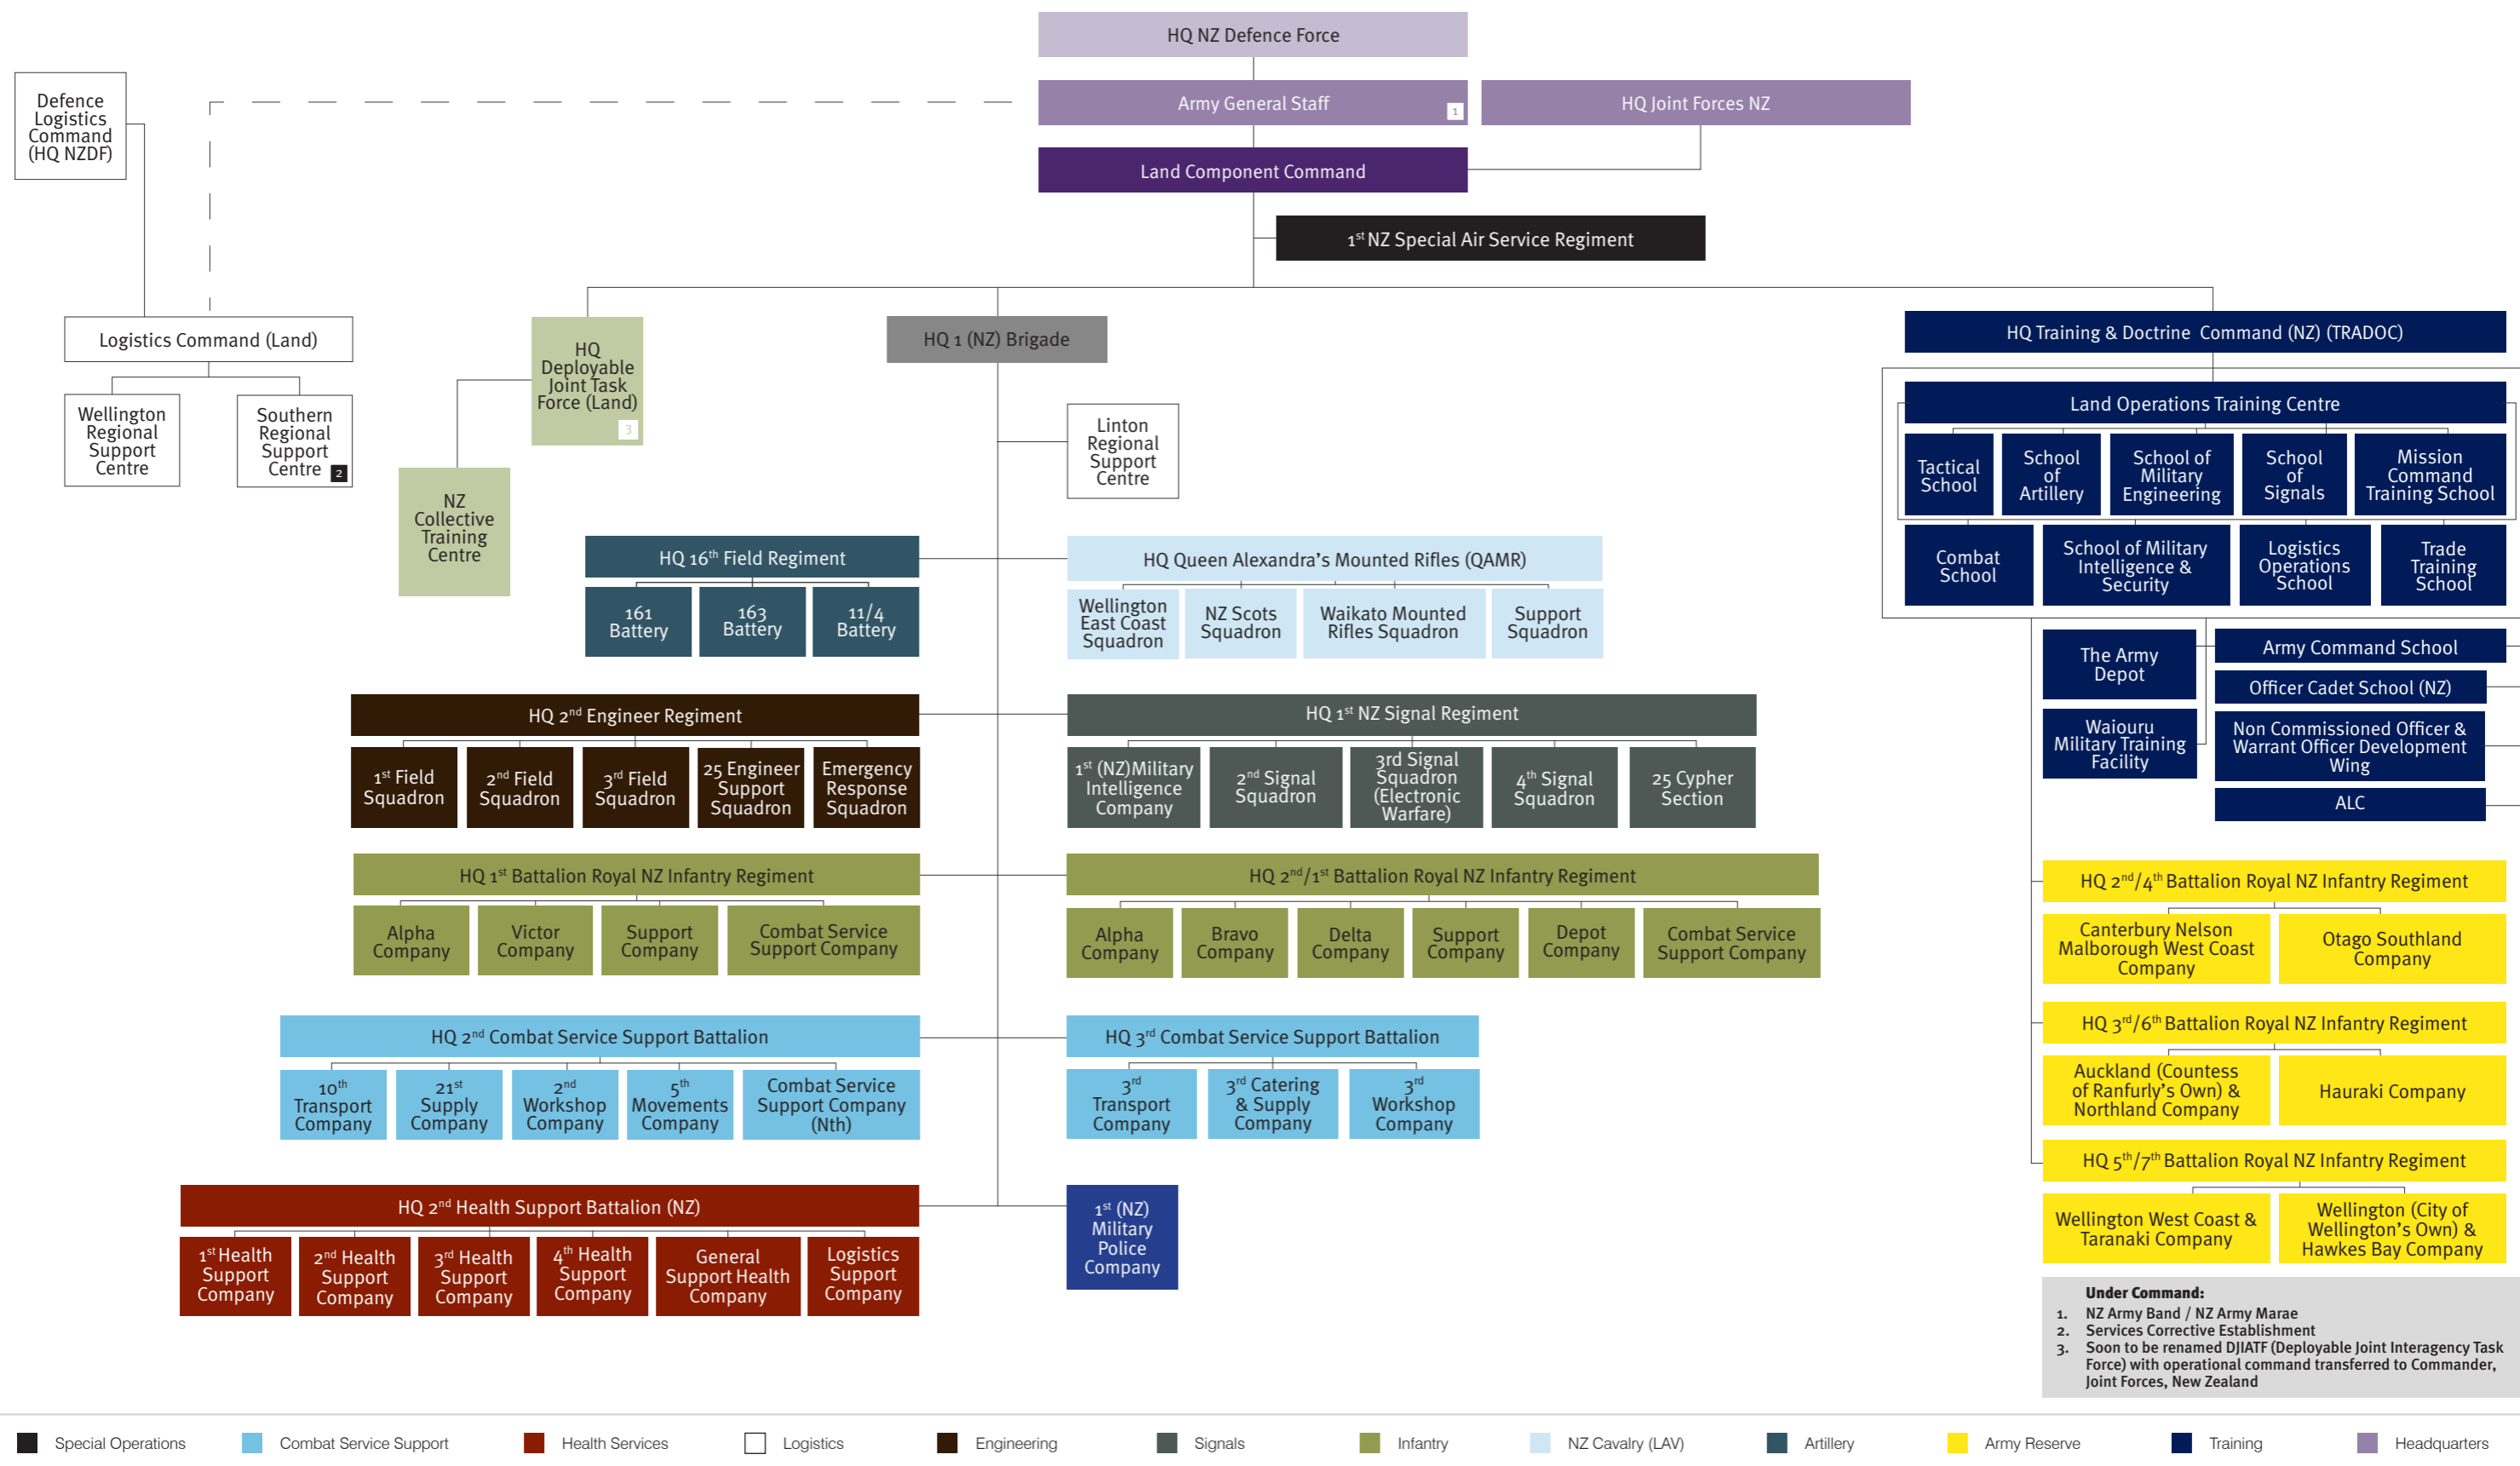 HQ NZ Defence Force
Defence
Logistics
Command
(HQ NZDF)
Army General Staff
1
HQ Joint Forces NZ
Land Component Command
1st NZ Special Air Service Regiment
Logistics Command (Land)
Wellington
Regional
Support
Centre
Southern
Regional
Support
Centre
2
HQ
Deployable
Joint Task
Force (Land)
3
NZ
Collective
Training
Centre
HQ 1 (NZ) Brigade
Linton
Regional
Support
Centre
HQ 16th Field Regiment
161
Battery
163
Battery
11/4
Battery
HQ Queen Alexandra's Mounted Rifles (QAMR)
Wellington
East Coast
Squadron
NZ Scots
Squadron
Waikato Mounted
Rifles Squadron
Support
Squadron
HQ 2nd Engineer Regiment
1st Field
Squadron
2nd Field
Squadron
3rd Field
Squadron
25 Engineer
Support
Squadron
Emergency
Response
Squadron
HQ 1st NZ Signal Regiment
1st (NZ)Military
Intelligence
Company
2nd Signal
Squadron
3rd Signal
Squadron
(Electronic
Warfare)
4th Signal
Squadron
25 Cypher
Section
HQ 1st Battalion Royal NZ Infantry Regiment
Alpha
Company
Victor
Company
Support
Company
Combat Service
Support Company
HQ 2nd/1st Battalion Royal NZ Infantry Regiment
Alpha
Company
Bravo
Company
Delta
Company
Support
Company
Depot
Company
Combat Service
Support Company
HQ 2nd Combat Service Support Battalion
10th
Transport
Company
21st
Supply
Company
2nd
Workshop
Company
5th
Movements
Company
Combat Service
Support Company
(Nth)
HQ 3rd Combat Service Support Battalion
3rd
Transport
Company
3rd Catering
& Supply
Company
3rd
Workshop
Company
HQ 2nd Health Support Battalion (NZ)
1st Health
Support
Company
2nd Health
Support
Company
3rd Health
Support
Company
4th Health
Support
Company
General
Support Health
Company
Logistics
Support
Company
1st (NZ)
Military
Police
Company
HQ Training & Doctrine Command (NZ) (TRADOC)
Land Operations Training Centre
Tactical
School
School
of
Artillery
School of
Military
Engineering
School
of
Signals
Mission
Command
Training School
Combat
School
School of Military
Intelligence &
Security
Logistics
Operations
School
Trade
Training
School
The Army
Depot
Waiouru
Military Training
Facility
Army Command School
Officer Cadet School (NZ)
Non Commissioned Officer &
Warrant Officer Development
Wing
ALC
HQ 2nd/4th Battalion Royal NZ Infantry Regiment
Canterbury Nelson
Malborough West Coast
Company
Otago Southland
Company
HQ 3rd/6th Battalion Royal NZ Infantry Regiment
Auckland (Countess
of Ranfurly's Own) &
Northland Company
Hauraki Company
HQ 5th/7th Battalion Royal NZ Infantry Regiment
Wellington West Coast &
Taranaki Company
Wellington (City of
Wellington's Own) &
Hawkes Bay Company
Under Command:
1. NZ Army Band / NZ Army Marae
2. Services Corrective Establishment
3. Soon to be renamed DJIATF (Deployable Joint Interagency Task
Force) with operational command transferred to Commander,
Joint Forces, New Zealand
Special Operations
Combat Service Support
Health Services
Logistics
Engineering
Signals
Infantry
NZ Cavalry (LAV)
Artillery
Army Reserve
Training
Headquarters